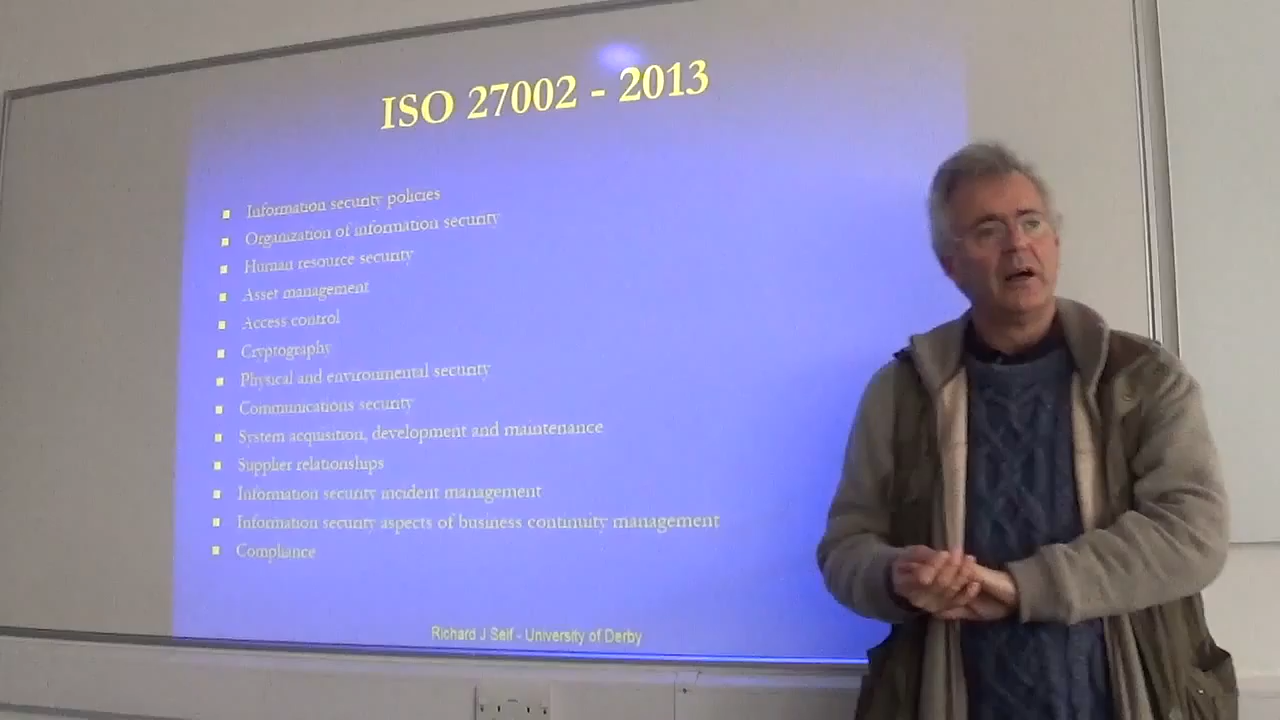 ISO 27002 - 2013
Information security policies
Organization of information security
Human resource security
Asset management
Access control
Cryptography
Physical and environmental security
Communications security
System acquisition, development and maintenance
Supplier relationships
Information security incident management
Information security aspects of business continuity management
Compliance
Richard J Self - University of Derby